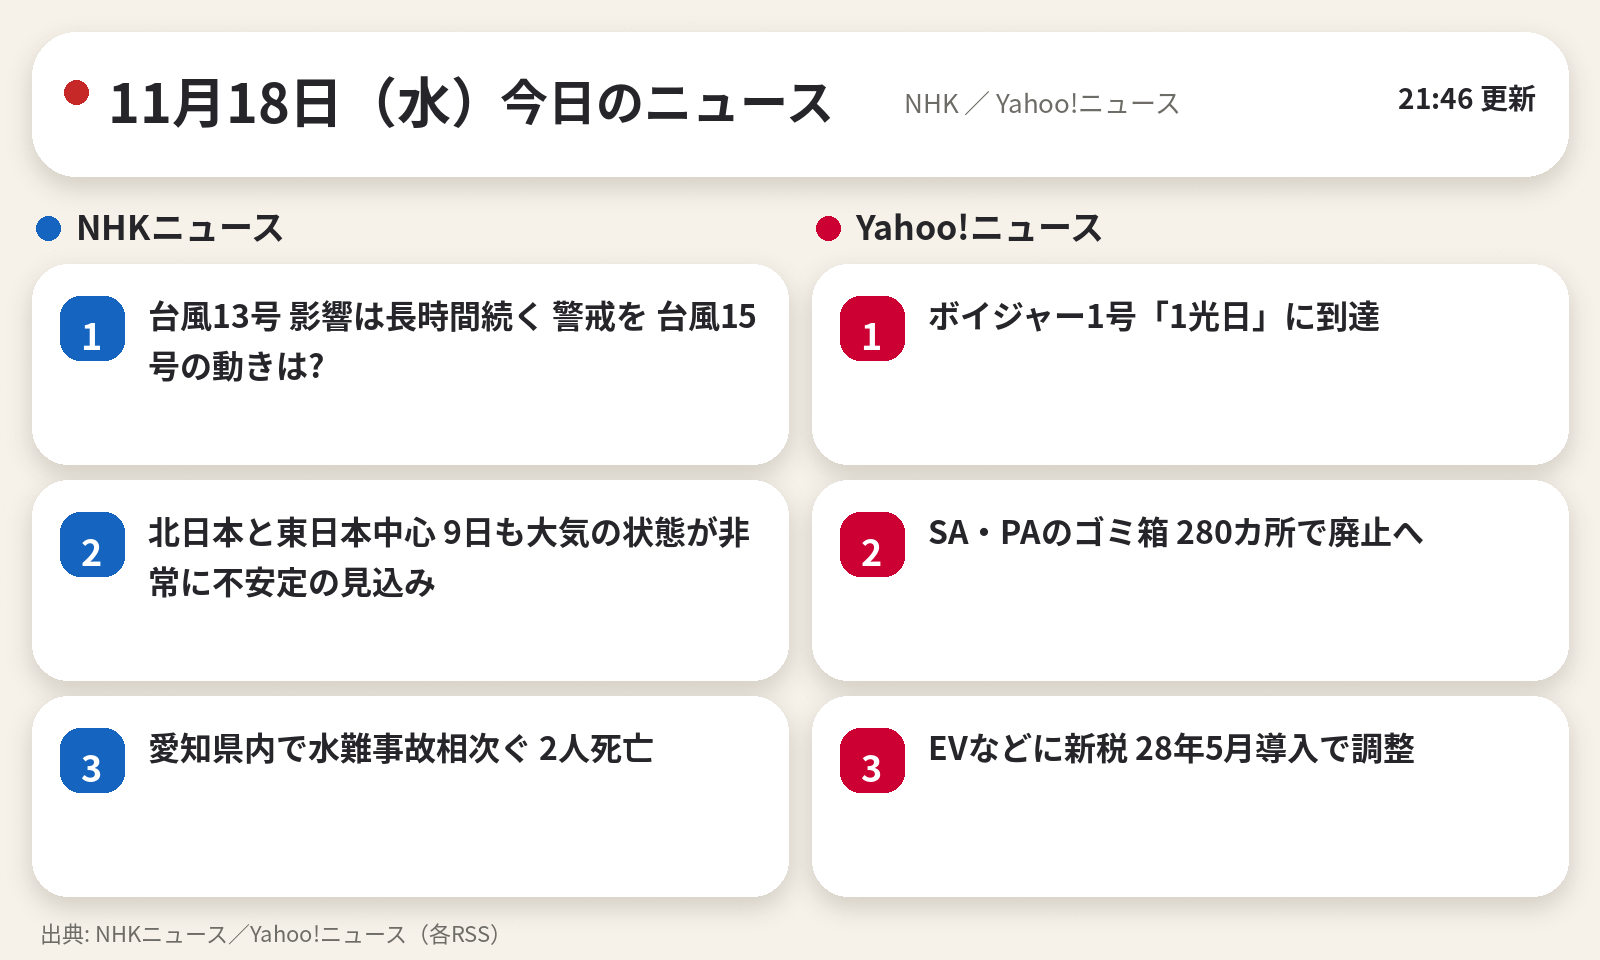 11月18日（水）今日のニュース
NHK ／ Yahoo!ニュース
21:46 更新
NHKニュース
1
台風13号 影響は長時間続く 警戒を 台風15
号の動きは?
2
北日本と東日本中心 9日も大気の状態が非
常に不安定の見込み
3
愛知県内で水難事故相次ぐ 2人死亡
Yahoo!ニュース
1
ボイジャー1号「1光日」に到達
2
SA・PAのゴミ箱 280カ所で廃止へ
3
EVなどに新税 28年5月導入で調整
出典: NHKニュース／Yahoo!ニュース（各RSS）